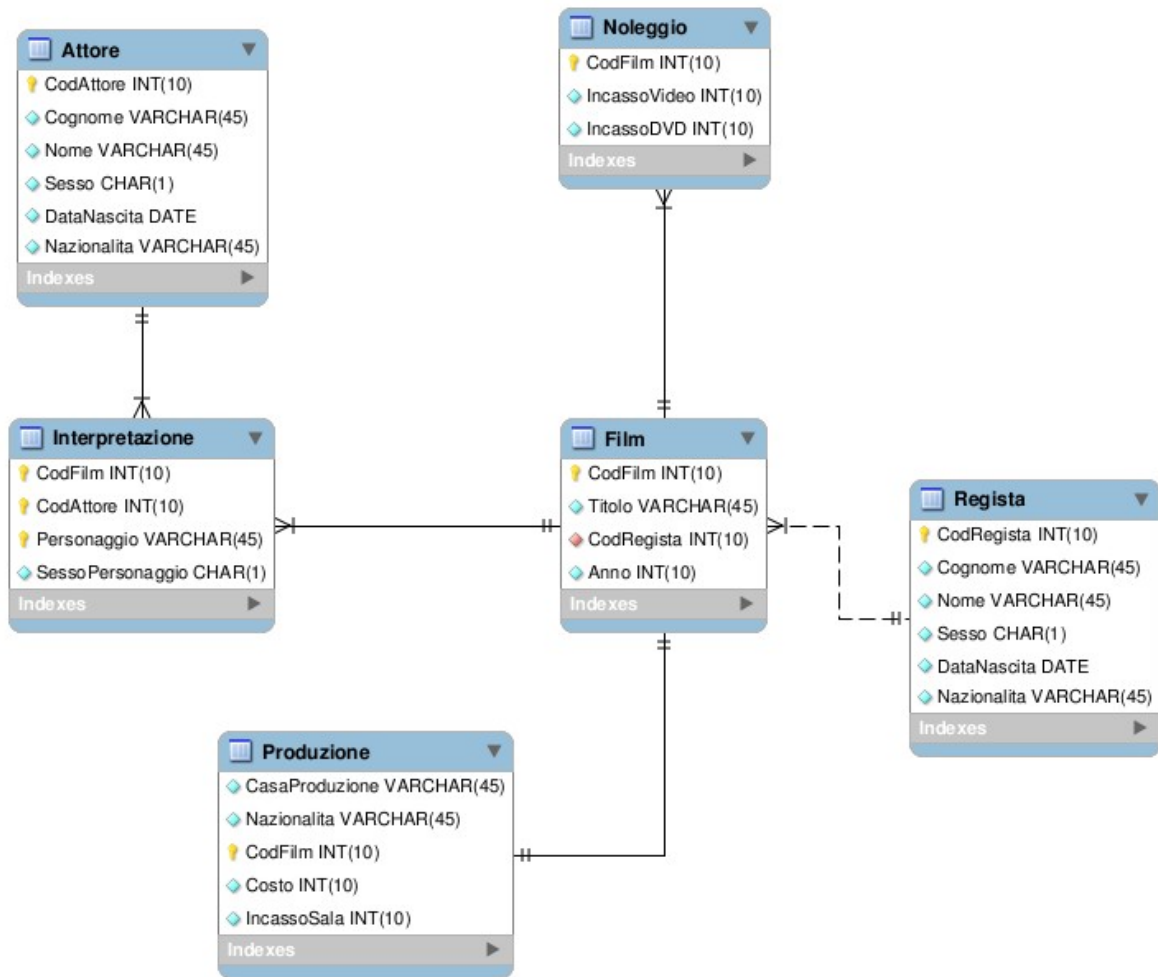 Attore
CodAttore INT(10)
Cognome VARCHAR(45)
Nome VARCHAR(45)
Sesso CHAR(1)
DataNascita DATE
Nazionalita VARCHAR(45)
Indexes
Noleggio
CodFilm INT(10)
IncassoVideo INT(10)
IncassoDVD INT(10)
Indexes
Interpretazione
CodFilm INT(10)
CodAttore INT(10)
Personaggio VARCHAR(45)
SessoPersonaggio CHAR(1)
Indexes
Film
CodFilm INT(10)
Titolo VARCHAR(45)
CodRegista INT(10)
Anno INT(10)
Indexes
Regista
CodRegista INT(10)
Cognome VARCHAR(45)
Nome VARCHAR(45)
Sesso CHAR(1)
DataNascita DATE
Nazionalita VARCHAR(45)
Indexes
Produzione
CasaProduzione VARCHAR(45)
Nazionalita VARCHAR(45)
CodFilm INT(10)
Costo INT(10)
IncassoSala INT(10)
Indexes